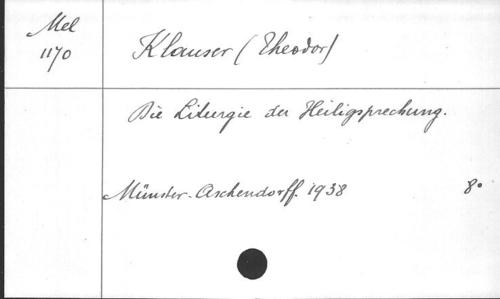 Mel
1170
Klauser (Theodor)
Die Liturgie der Heiligsprechung.
Münster. Aschendorff. 1938 8°